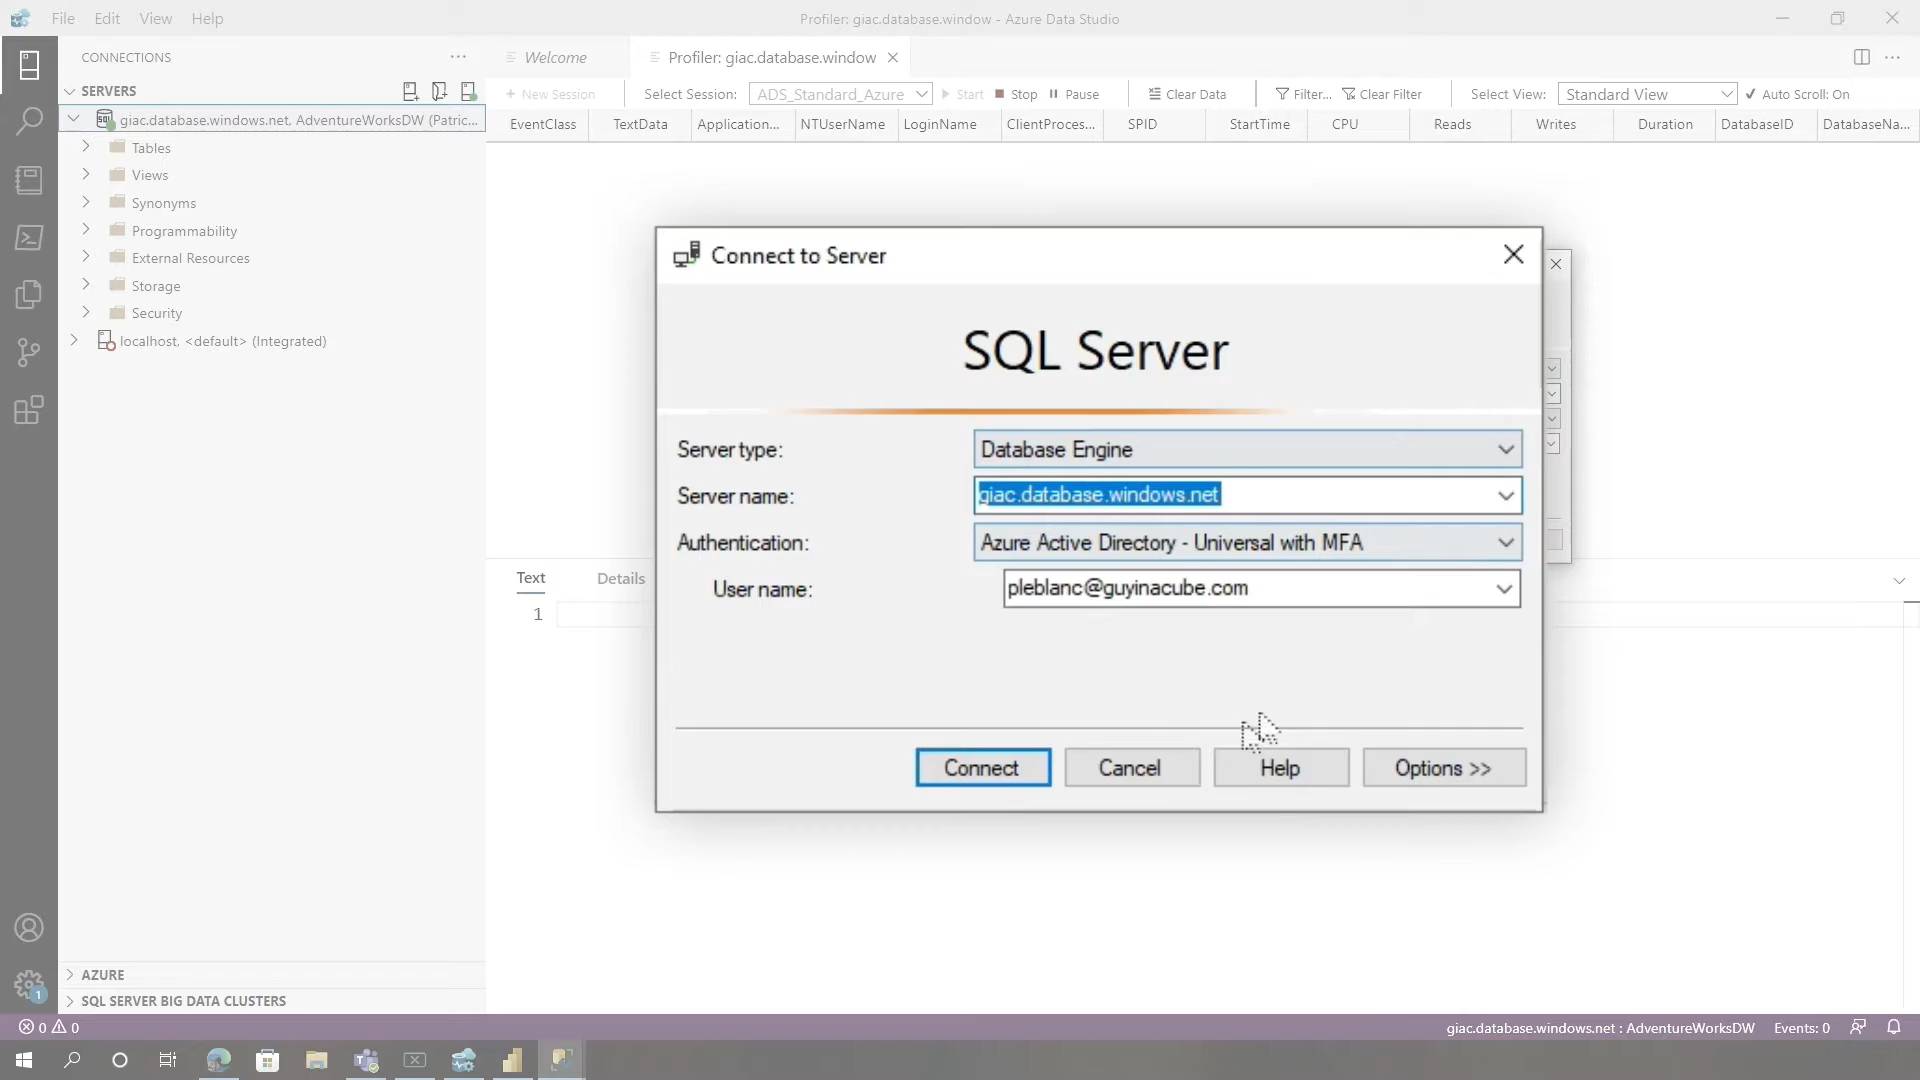 File Edit View Help
Profiler: giac.database.window - Azure Data Studio
CONNECTIONS
Welcome
Profiler: giac.database.window
SERVERS
New Session
Select Session: ADS_Standard_Azure
Start
Stop
Pause
Clear Data
Filter...
Clear Filter
Select View: Standard View
Auto Scroll: On
EventClass TextData Application... NTUserName LoginName ClientProces... SPID StartTime CPU Reads Writes Duration DatabaseID DatabaseNa...
giac.database.windows.net, AdventureWorksDW (Patric...
Tables
Views
Synonyms
Programmability
External Resources
Storage
Security
localhost, <default> (Integrated)
Connect to Server
SQL Server
Server type: Database Engine
Server name: giac.database.windows.net
Authentication: Azure Active Directory - Universal with MFA
User name: pleblanc@guyinacube.com
Connect Cancel Help Options >>
Text Details
1
AZURE
SQL SERVER BIG DATA CLUSTERS
1
0 0
giac.database.windows.net : AdventureWorksDW
Events: 0